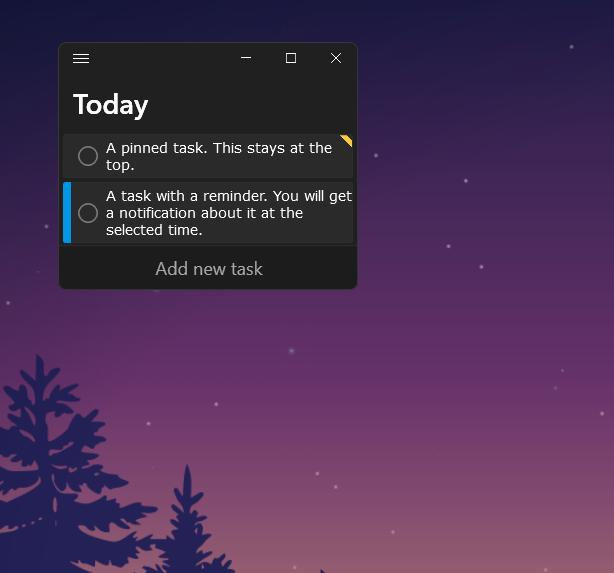 Today
A pinned task. This stays at the
top.
A task with a reminder. You will get
a notification about it at the
selected time.
Add new task